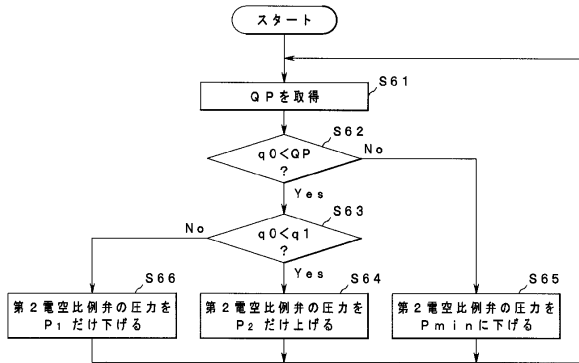 スタート
S61
QPを取得
S62
q0<QP
?
No
Yes
S63
No
q0<q1
?
Yes
S66
S64
S65
第2電空比例弁の圧力を
P₁だけ下げる
第2電空比例弁の圧力を
P₂だけ上げる
第2電空比例弁の圧力を
Pminに下げる